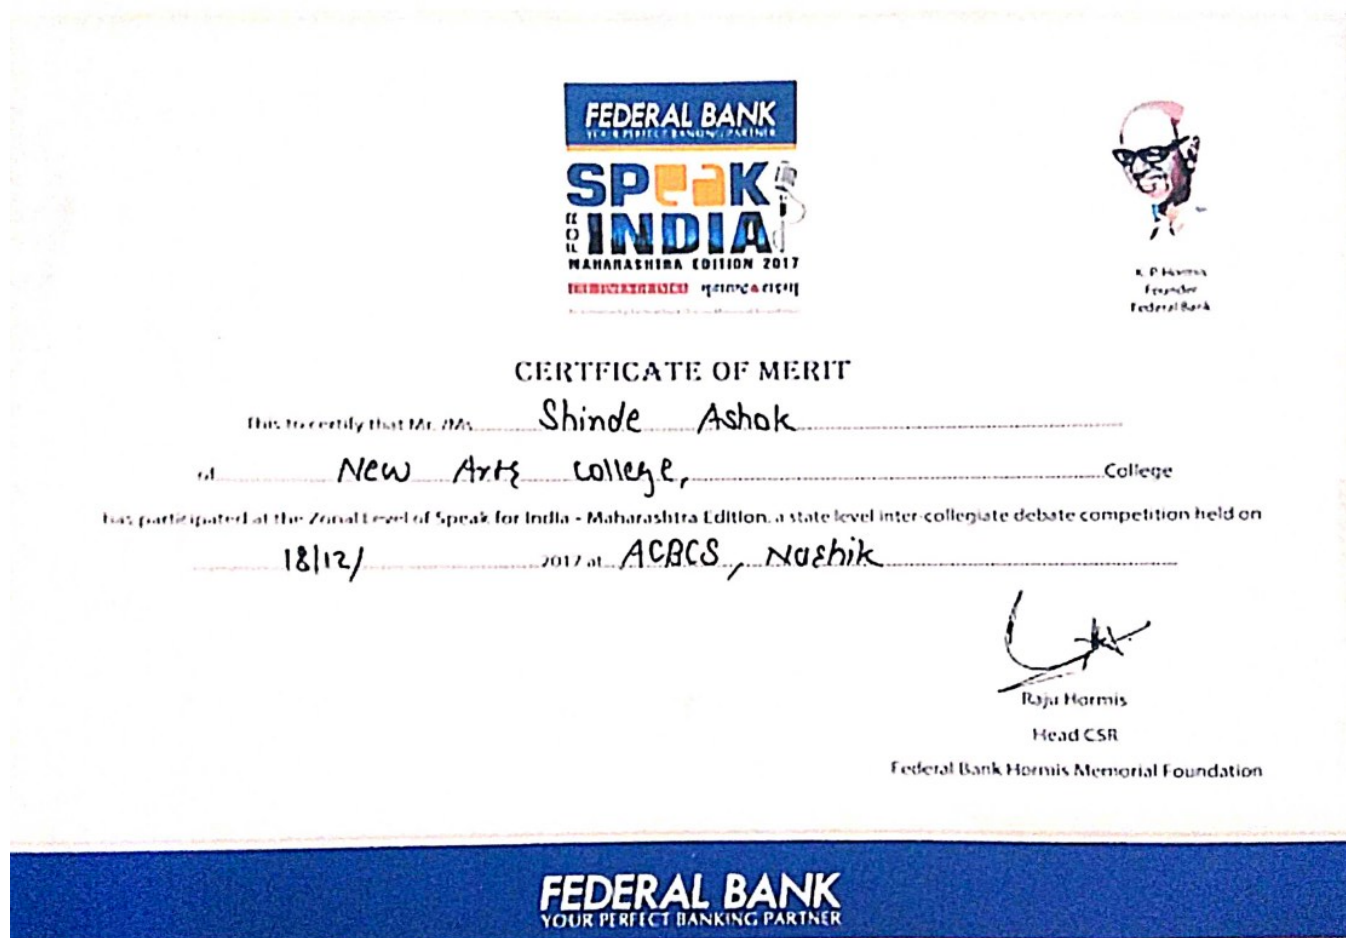 FEDERAL BANK
YOUR PERFECT BANKING PARTNER
SPEAK
FOR INDIA
MAHARASHTRA EDITION 2017
K. P. Hormis
Founder
Federal Bank
CERTFICATE OF MERIT
This to certify that Mr. /Ms. Shinde Ashok
of New Arts college, College
has participated at the Zonal Level of Speak for India - Maharashtra Edition, a state level inter-collegiate debate competition held on
18/12/ 2017 at ACBCS, Nashik
Raju Hormis
Head CSR
Federal Bank Hormis Memorial Foundation
FEDERAL BANK
YOUR PERFECT BANKING PARTNER